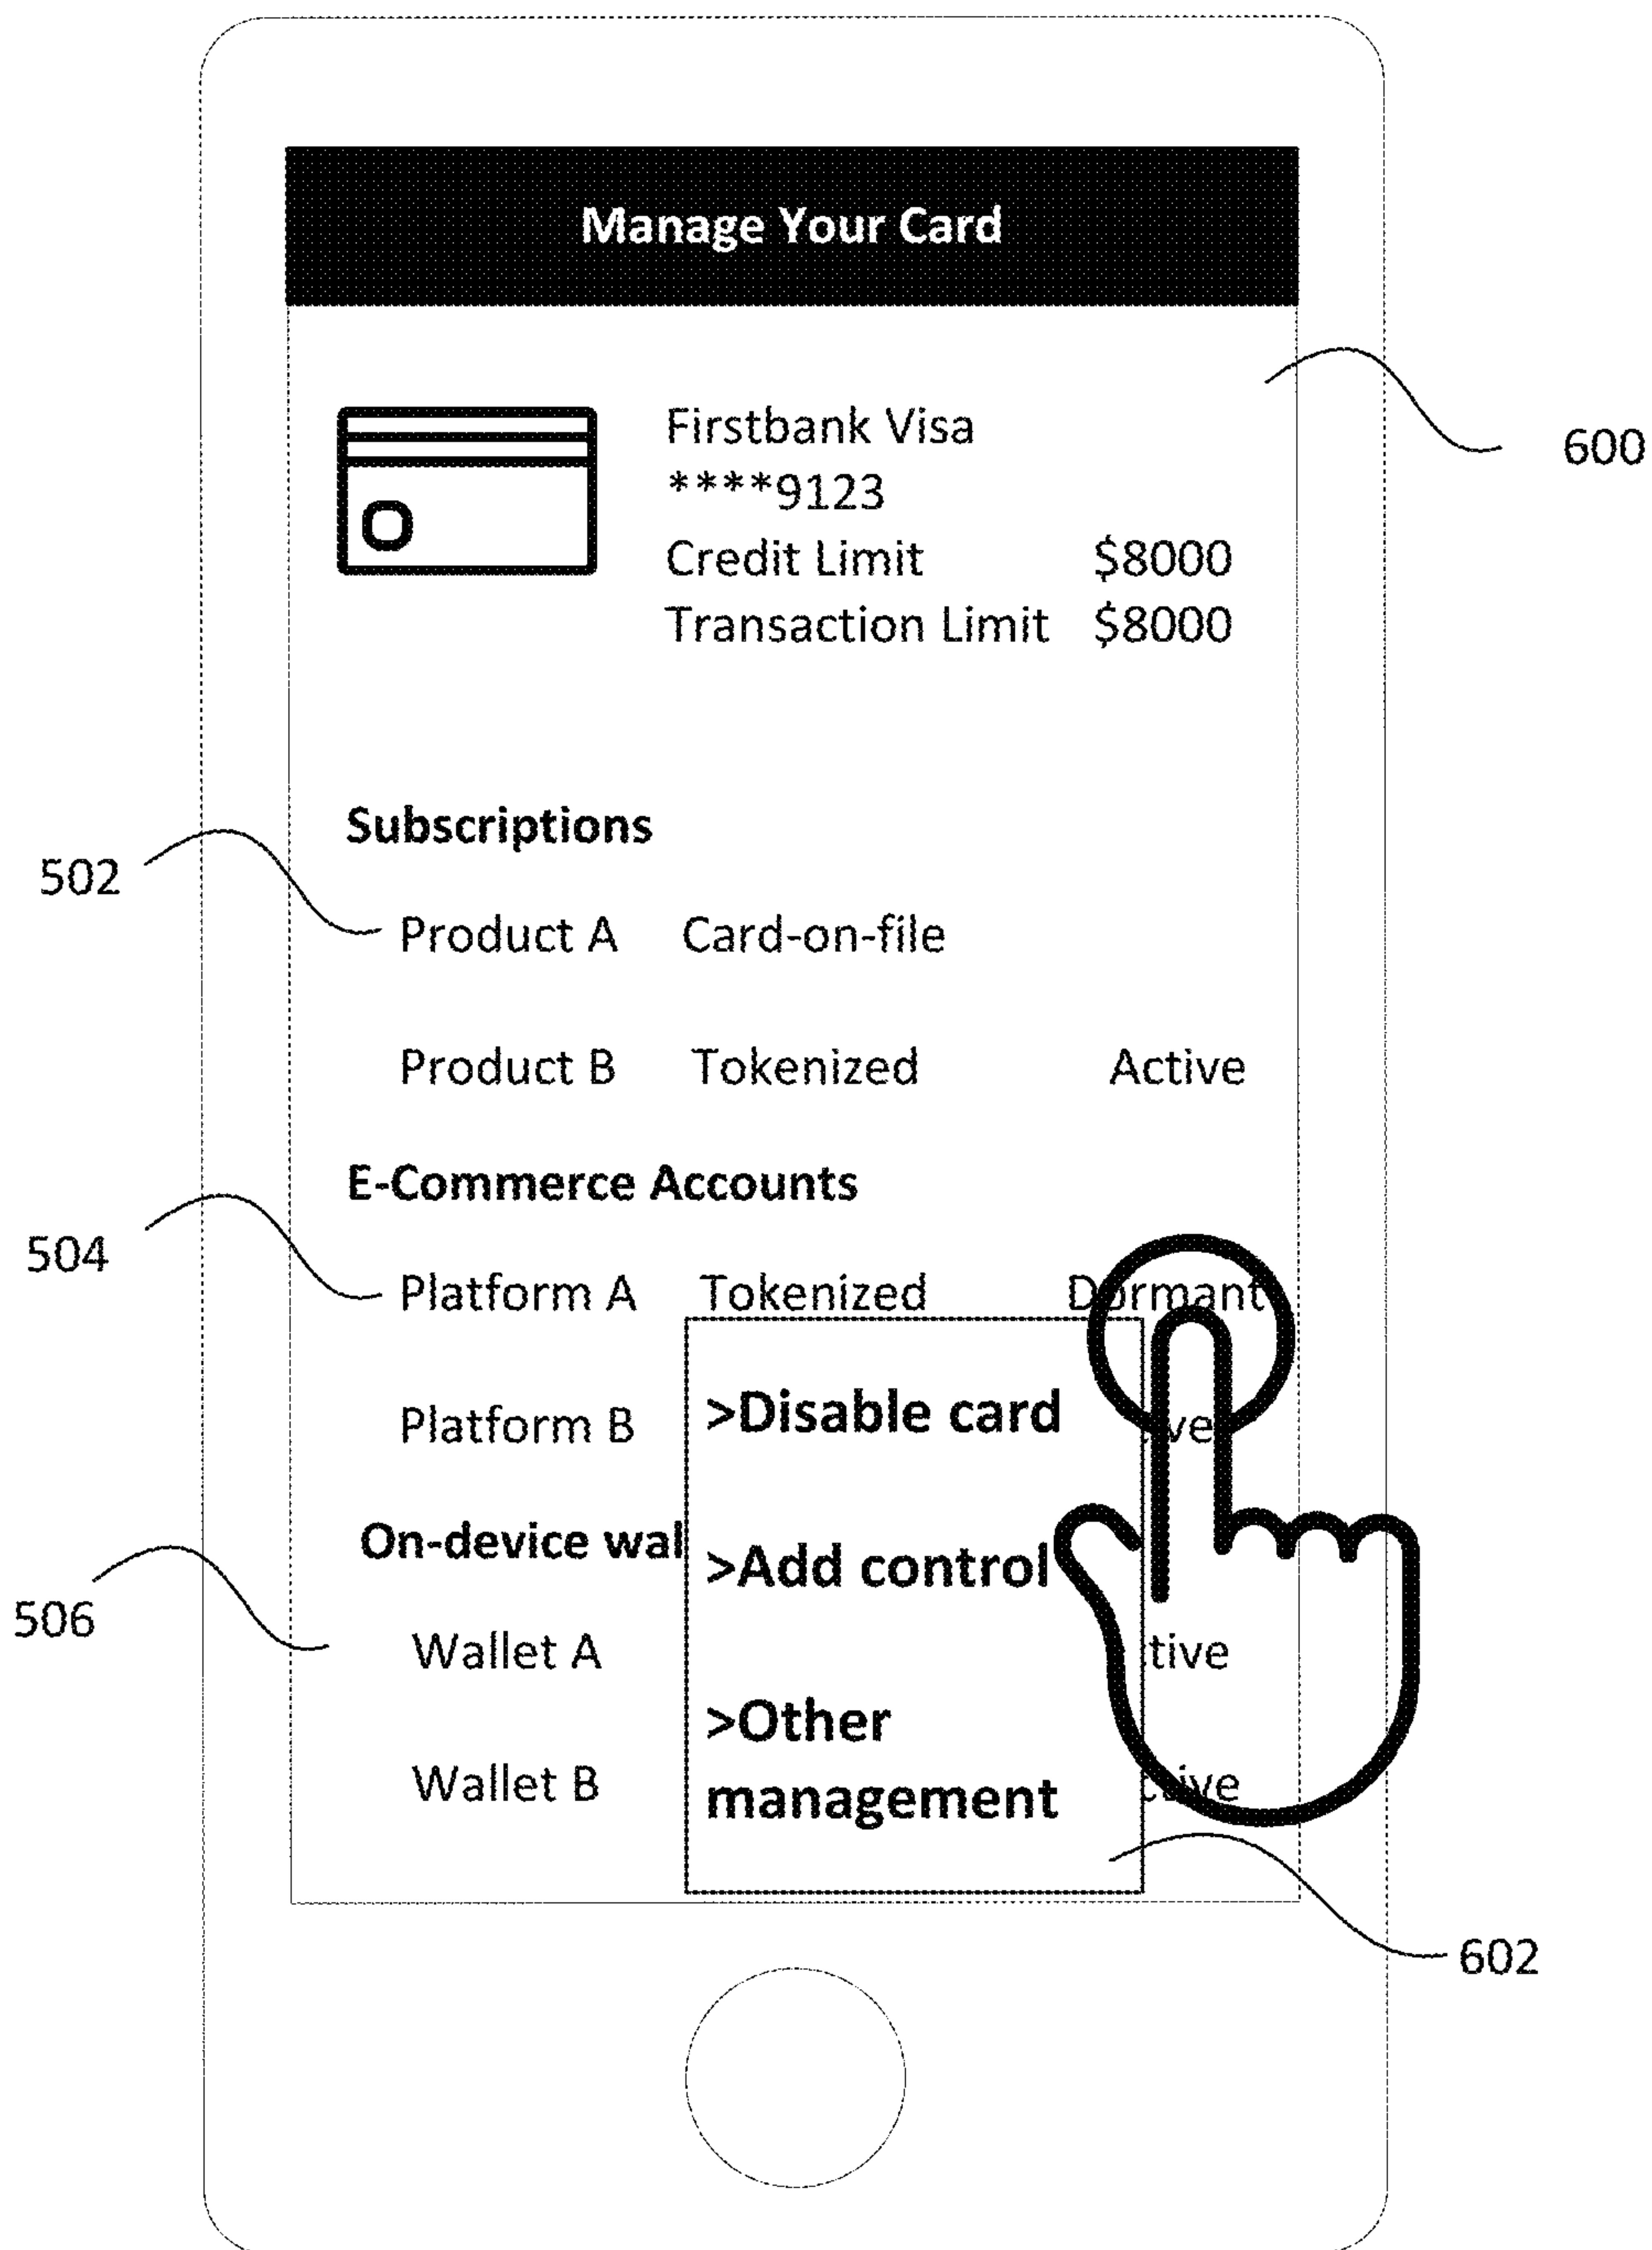 Manage Your Card
Firstbank Visa
600
****9123
Credit Limit $8000
Transaction Limit $8000
Subscriptions
502
Product A Card-on-file
Product B Tokenized Active
E-Commerce Accounts
504
Platform A Tokenized Dormant
Platform B >Disable card
On-device >Add control
506
Wallet A
>Other
Wallet B management
602